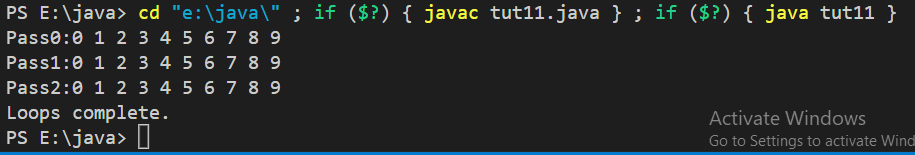 PS E:\java> cd "e:\java\" ; if ($?) { javac tut11.java } ; if ($?) { java tut11 }
Pass0:0 1 2 3 4 5 6 7 8 9
Pass1:0 1 2 3 4 5 6 7 8 9
Pass2:0 1 2 3 4 5 6 7 8 9
Loops complete.
PS E:\java>
Activate Windows
Go to Settings to activate Wind